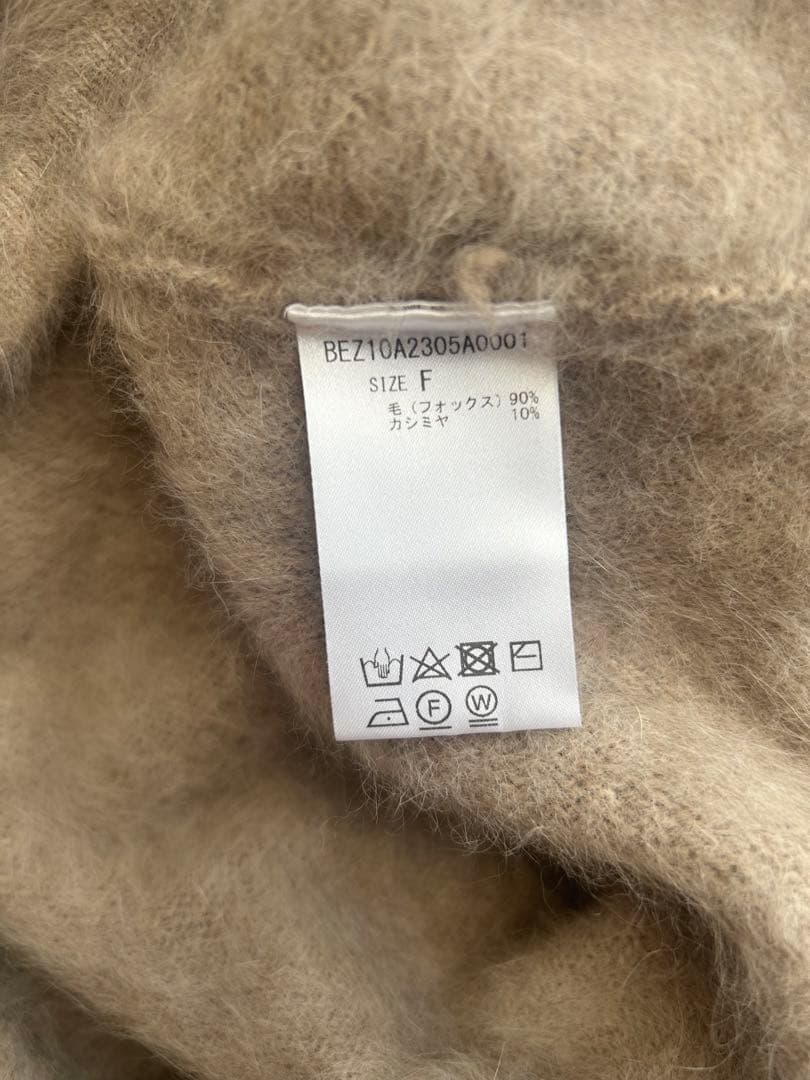 BEZ10A2305A0001
SIZE F
毛（フォックス）90%
カシミヤ 10%
F W